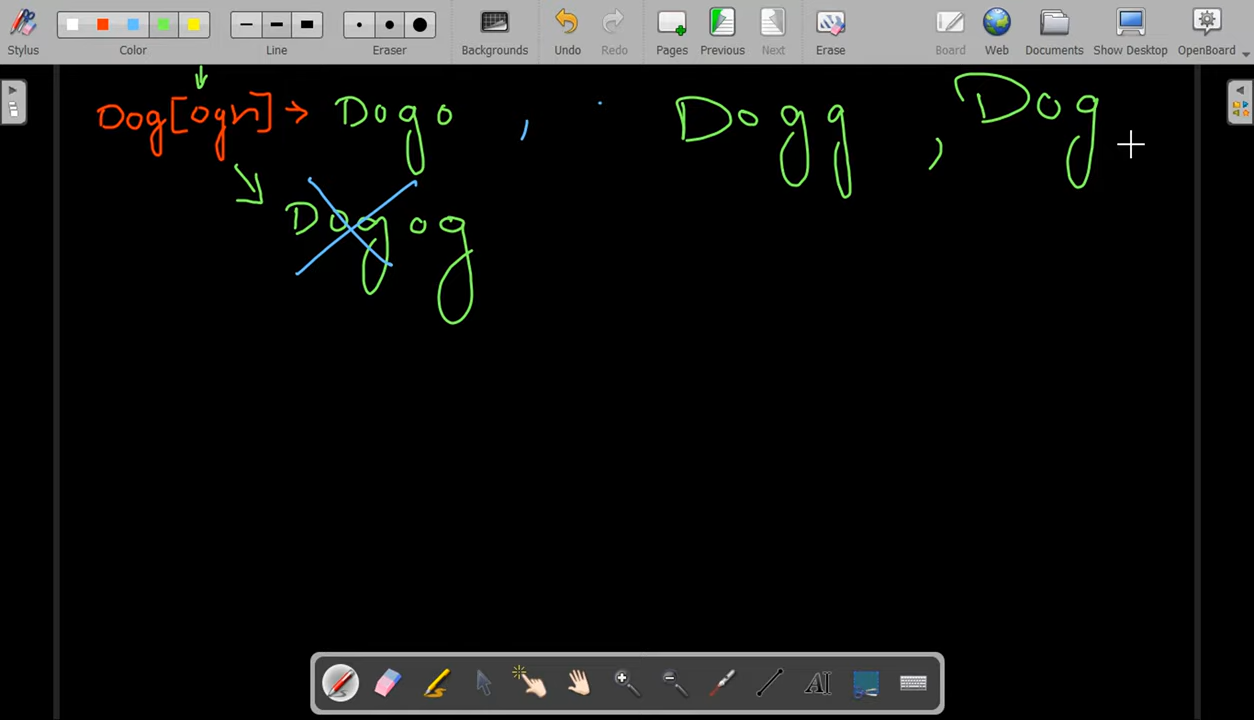 Stylus Color Line Eraser Backgrounds Undo Redo Pages Previous Next Erase Board Web Documents Show Desktop OpenBoard
Dog[ogn] → Dogo , Dogg , Dog
Dogog
AI